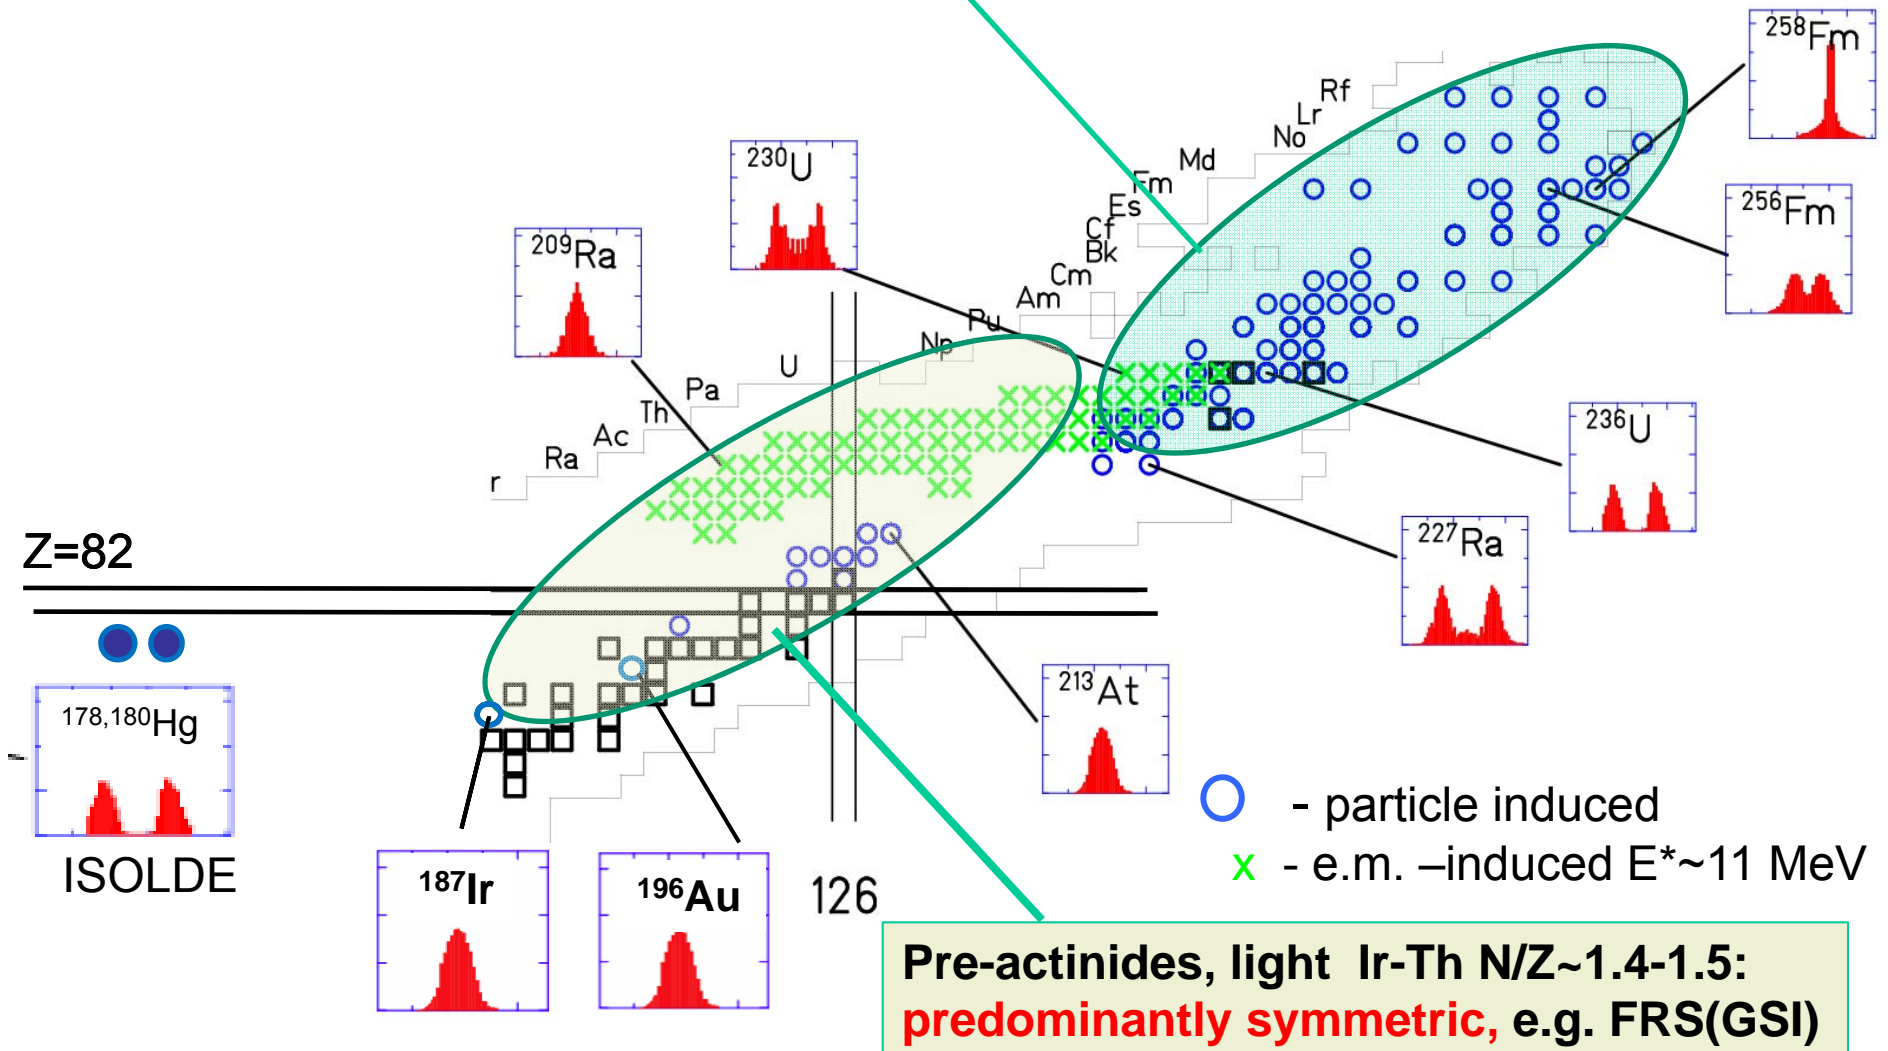 258Fm
Rf
Lr
No
Md
Fm
Es
Cf
Bk
Cm
Am
Pu
Np
U
Pa
Th
Ac
Ra
r
230U
209Ra
256Fm
236U
227Ra
213At
Z=82
178,180Hg
ISOLDE
187Ir
196Au
126
- particle induced
x - e.m. –induced E*~11 MeV
Pre-actinides, light Ir-Th N/Z~1.4-1.5:
predominantly symmetric, e.g. FRS(GSI)